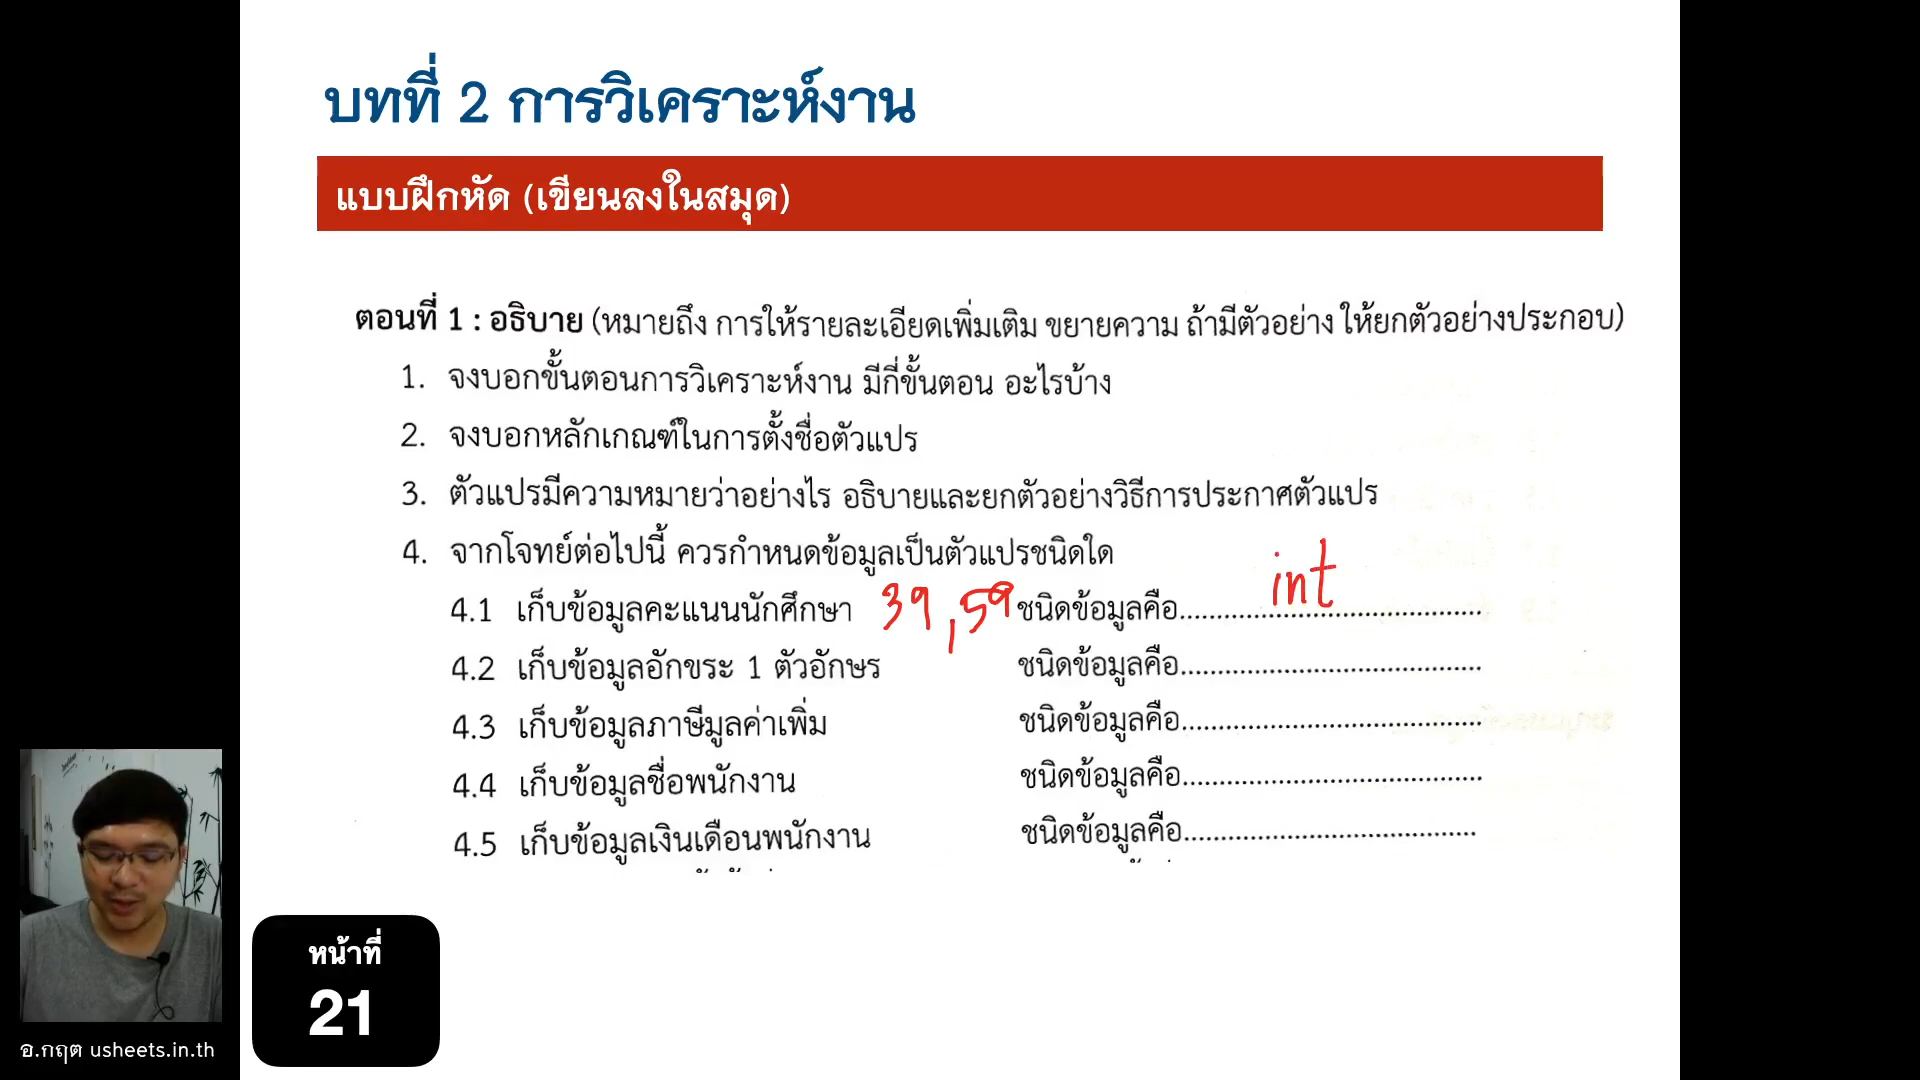 บทที่ 2 การวิเคราะห์งาน
แบบฝึกหัด (เขียนลงในสมุด)
ตอนที่ 1 : อธิบาย (หมายถึง การให้รายละเอียดเพิ่มเติม ขยายความ ถ้ามีตัวอย่าง ให้ยกตัวอย่างประกอบ)
1. จงบอกขั้นตอนการวิเคราะห์งาน มีกี่ขั้นตอน อะไรบ้าง
2. จงบอกหลักเกณฑ์ในการตั้งชื่อตัวแปร
3. ตัวแปรมีความหมายว่าอย่างไร อธิบายและยกตัวอย่างวิธีการประกาศตัวแปร
4. จากโจทย์ต่อไปนี้ ควรกำหนดข้อมูลเป็นตัวแปรชนิดใด
4.1 เก็บข้อมูลคะแนนนักศึกษา 39, 59 ชนิดข้อมูลคือ........int........
4.2 เก็บข้อมูลอักขระ 1 ตัวอักษร ชนิดข้อมูลคือ........................................
4.3 เก็บข้อมูลภาษีมูลค่าเพิ่ม ชนิดข้อมูลคือ........................................
4.4 เก็บข้อมูลชื่อพนักงาน ชนิดข้อมูลคือ........................................
4.5 เก็บข้อมูลเงินเดือนพนักงาน ชนิดข้อมูลคือ........................................
หน้าที่
21
อ.กฤต usheets.in.th